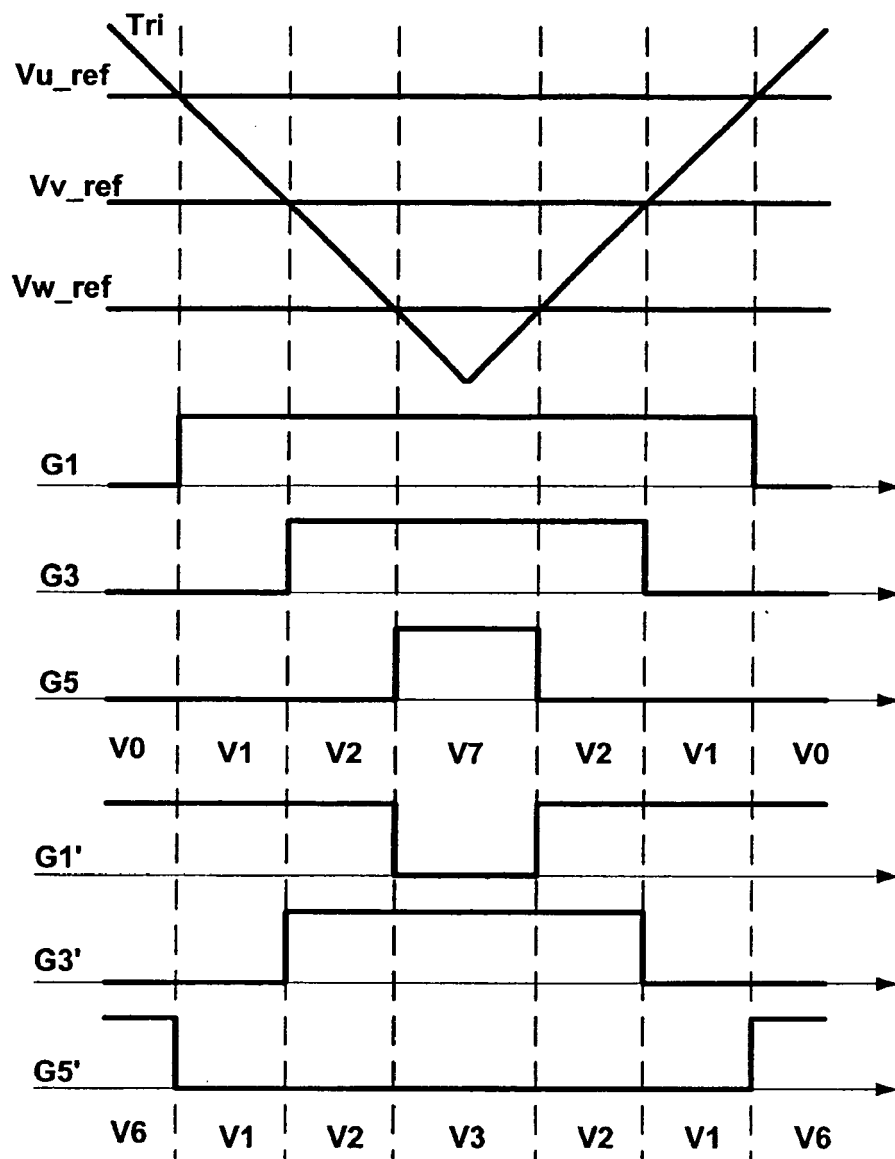 Tri
Vu_ref
Vv_ref
Vw_ref
G1
G3
G5
V0 V1 V2 V7 V2 V1 V0
G1'
G3'
G5'
V6 V1 V2 V3 V2 V1 V6